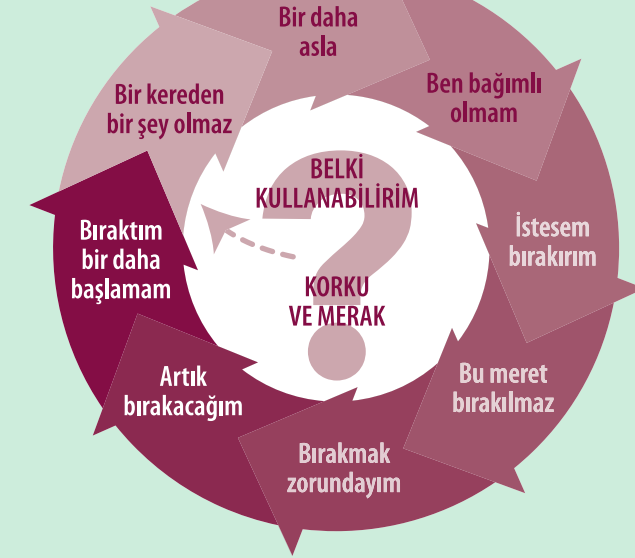 Bir daha
asla
Ben bağımlı
olmam
Bir kereden
bir şey olmaz
BELKİ
KULLANABİLİRİM
İstesem
bırakırım
Bıraktım
bir daha
başlamam
KORKU
VE MERAK
Bu meret
bırakılmaz
Artık
bırakacağım
Bırakmak
zorundayım